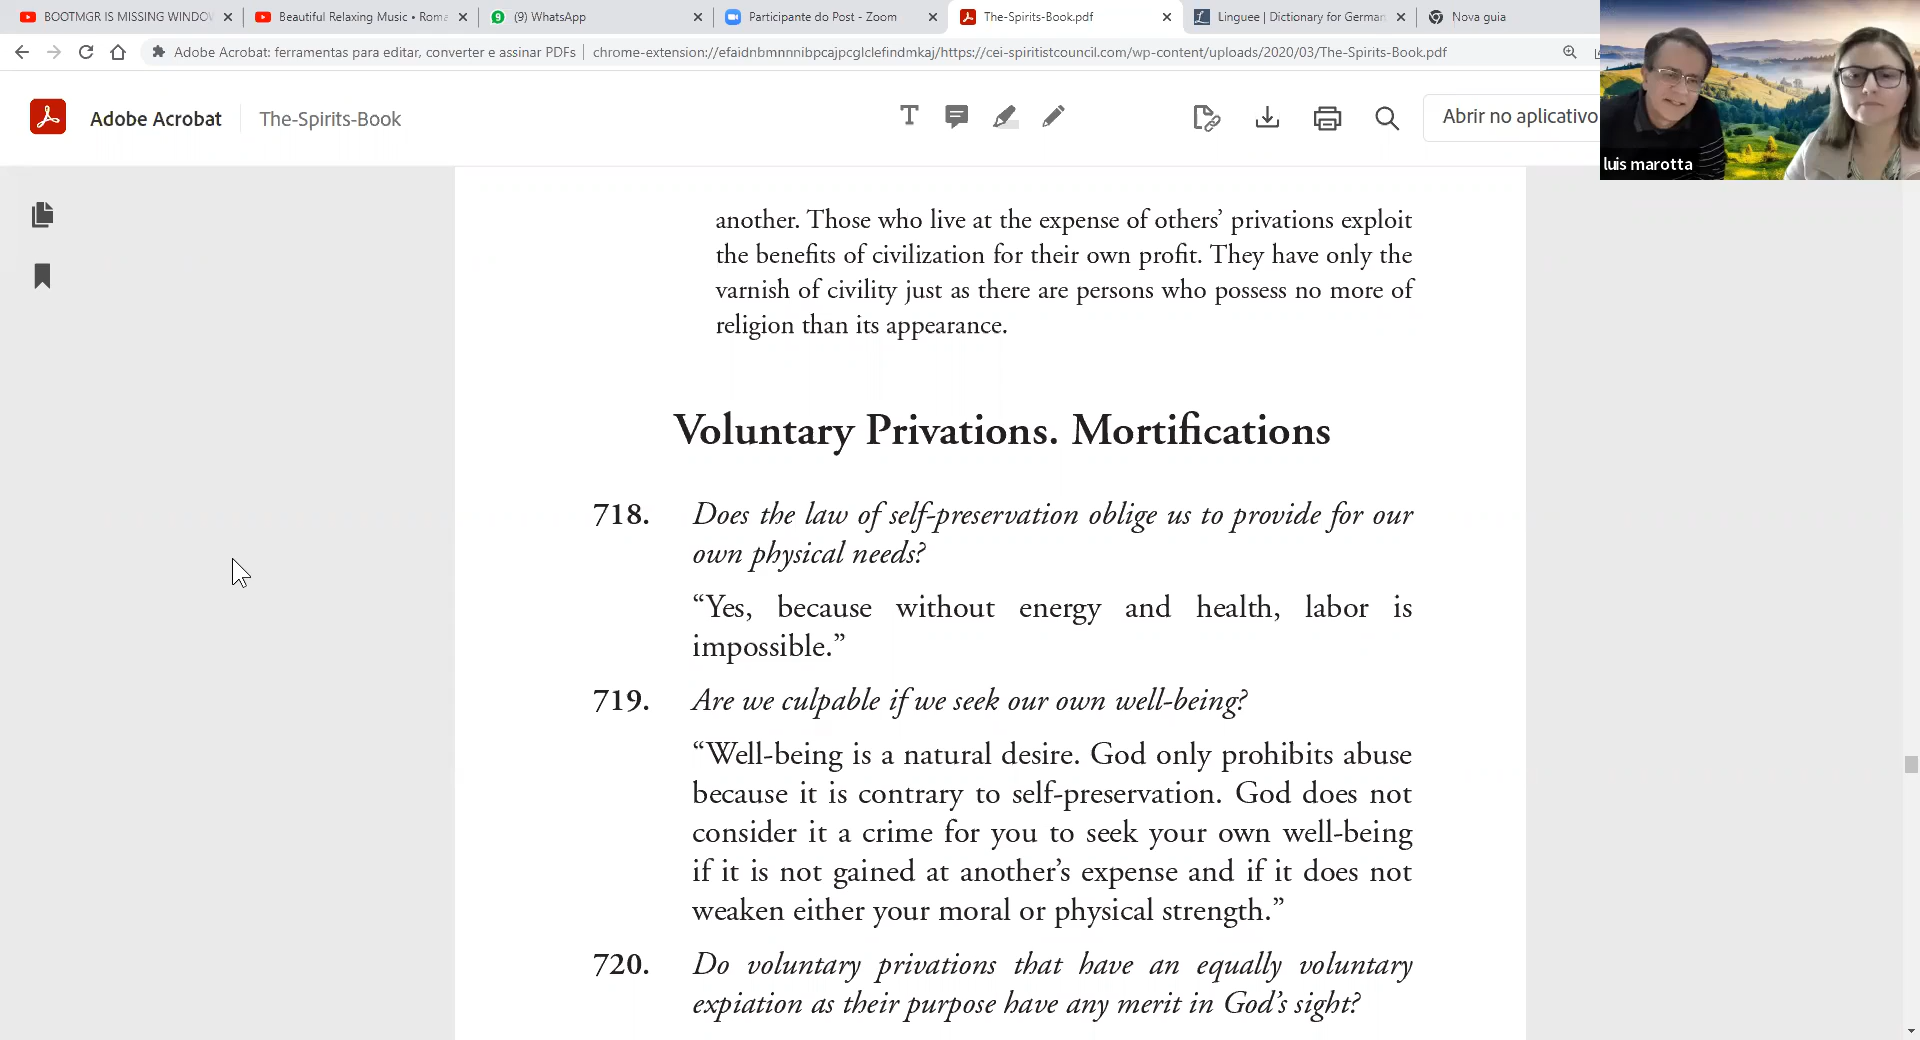 BOOTMGR IS MISSING WINDO
Beautiful Relaxing Music • Roma
(9) WhatsApp
Participante do Post - Zoom
The-Spirits-Book.pdf
Linguee | Dictionary for German
Nova guia
Adobe Acrobat: ferramentas para editar, converter e assinar PDFs
chrome-extension://efaidnbmnnnibpcajpcglclefindmkaj/https://cei-spiritistcouncil.com/wp-content/uploads/2020/03/The-Spirits-Book.pdf
Adobe Acrobat
The-Spirits-Book
Abrir no aplicativo
luis marotta
another. Those who live at the expense of others’ privations exploit
the benefits of civilization for their own profit. They have only the
varnish of civility just as there are persons who possess no more of
religion than its appearance.
Voluntary Privations. Mortifications
718. Does the law of self-preservation oblige us to provide for our
own physical needs?
“Yes, because without energy and health, labor is
impossible.”
719. Are we culpable if we seek our own well-being?
“Well-being is a natural desire. God only prohibits abuse
because it is contrary to self-preservation. God does not
consider it a crime for you to seek your own well-being
if it is not gained at another’s expense and if it does not
weaken either your moral or physical strength.”
720. Do voluntary privations that have an equally voluntary
expiation as their purpose have any merit in God’s sight?